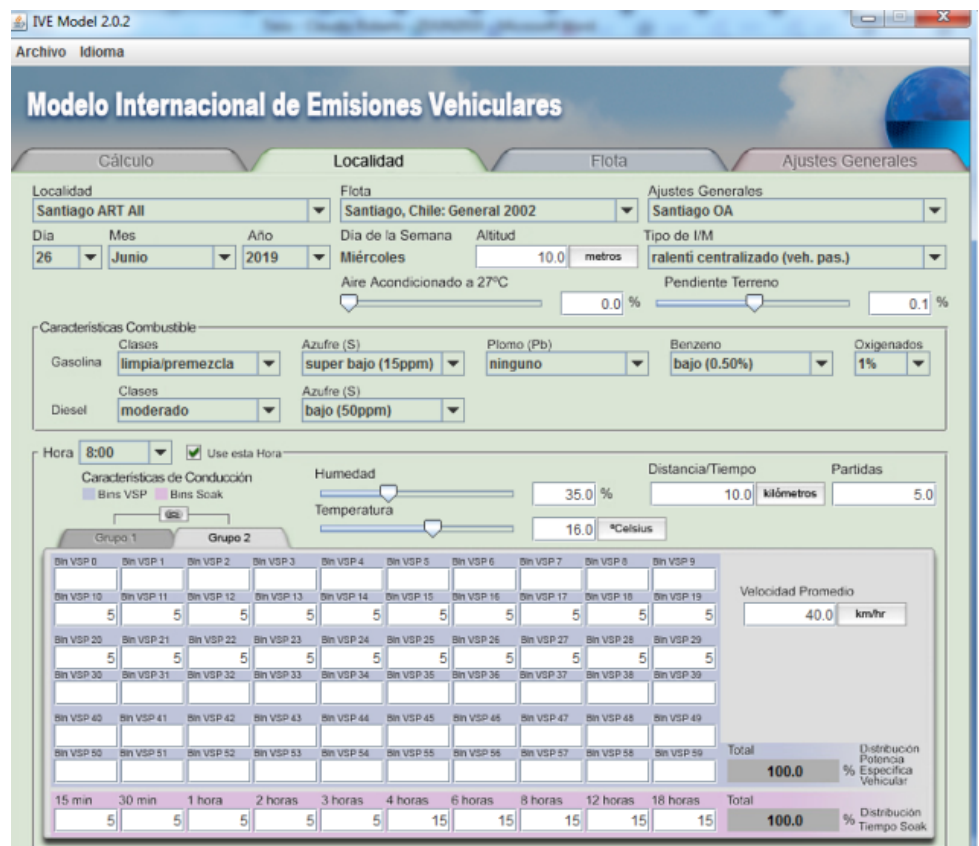 IVE Model 2.0.2
Archivo Idioma
Modelo Internacional de Emisiones Vehiculares
Cálculo Localidad Flota Ajustes Generales
Localidad Flota Ajustes Generales
Santiago ART All Santiago, Chile: General 2002 Santiago OA
Día Mes Año Día de la Semana Altitud Tipo de I/M
26 Junio 2019 Miércoles 10.0 metros ralentí centralizado (veh. pas.)
Aire Acondicionado a 27ºC Pendiente Terreno
0.0 % 0.1 %
Características Combustible
Clases Azufre (S) Plomo (Pb) Benzeno Oxigenados
Gasolina limpia/premezcla super bajo (15ppm) ninguno bajo (0.50%) 1%
Clases Azufre (S)
Diesel moderado bajo (50ppm)
Hora 8:00 Use esta Hora
Características de Conducción Humedad Distancia/Tiempo Partidas
Bins VSP Bins Soak 35.0 % 10.0 kilómetros 5.0
Temperatura
16.0 ºCelsius
Grupo 1 Grupo 2
Bin VSP 0 Bin VSP 1 Bin VSP 2 Bin VSP 3 Bin VSP 4 Bin VSP 5 Bin VSP 6 Bin VSP 7 Bin VSP 8 Bin VSP 9
Velocidad Promedio
Bin VSP 10 Bin VSP 11 Bin VSP 12 Bin VSP 13 Bin VSP 14 Bin VSP 15 Bin VSP 16 Bin VSP 17 Bin VSP 18 Bin VSP 19
5 5 5 5 5 5 5 5 5 5 40.0 km/hr
Bin VSP 20 Bin VSP 21 Bin VSP 22 Bin VSP 23 Bin VSP 24 Bin VSP 25 Bin VSP 26 Bin VSP 27 Bin VSP 28 Bin VSP 29
5 5 5 5 5 5 5 5 5 5
Bin VSP 30 Bin VSP 31 Bin VSP 32 Bin VSP 33 Bin VSP 34 Bin VSP 35 Bin VSP 36 Bin VSP 37 Bin VSP 38 Bin VSP 39
Bin VSP 40 Bin VSP 41 Bin VSP 42 Bin VSP 43 Bin VSP 44 Bin VSP 45 Bin VSP 46 Bin VSP 47 Bin VSP 48 Bin VSP 49
Bin VSP 50 Bin VSP 51 Bin VSP 52 Bin VSP 53 Bin VSP 54 Bin VSP 55 Bin VSP 56 Bin VSP 57 Bin VSP 58 Bin VSP 59
Total
100.0 % Distribución Potencia Especifica Vehicular
15 min 30 min 1 hora 2 horas 3 horas 4 horas 6 horas 8 horas 12 horas 18 horas Total
5 5 5 5 5 15 15 15 15 15 100.0 % Distribución Tiempo Soak